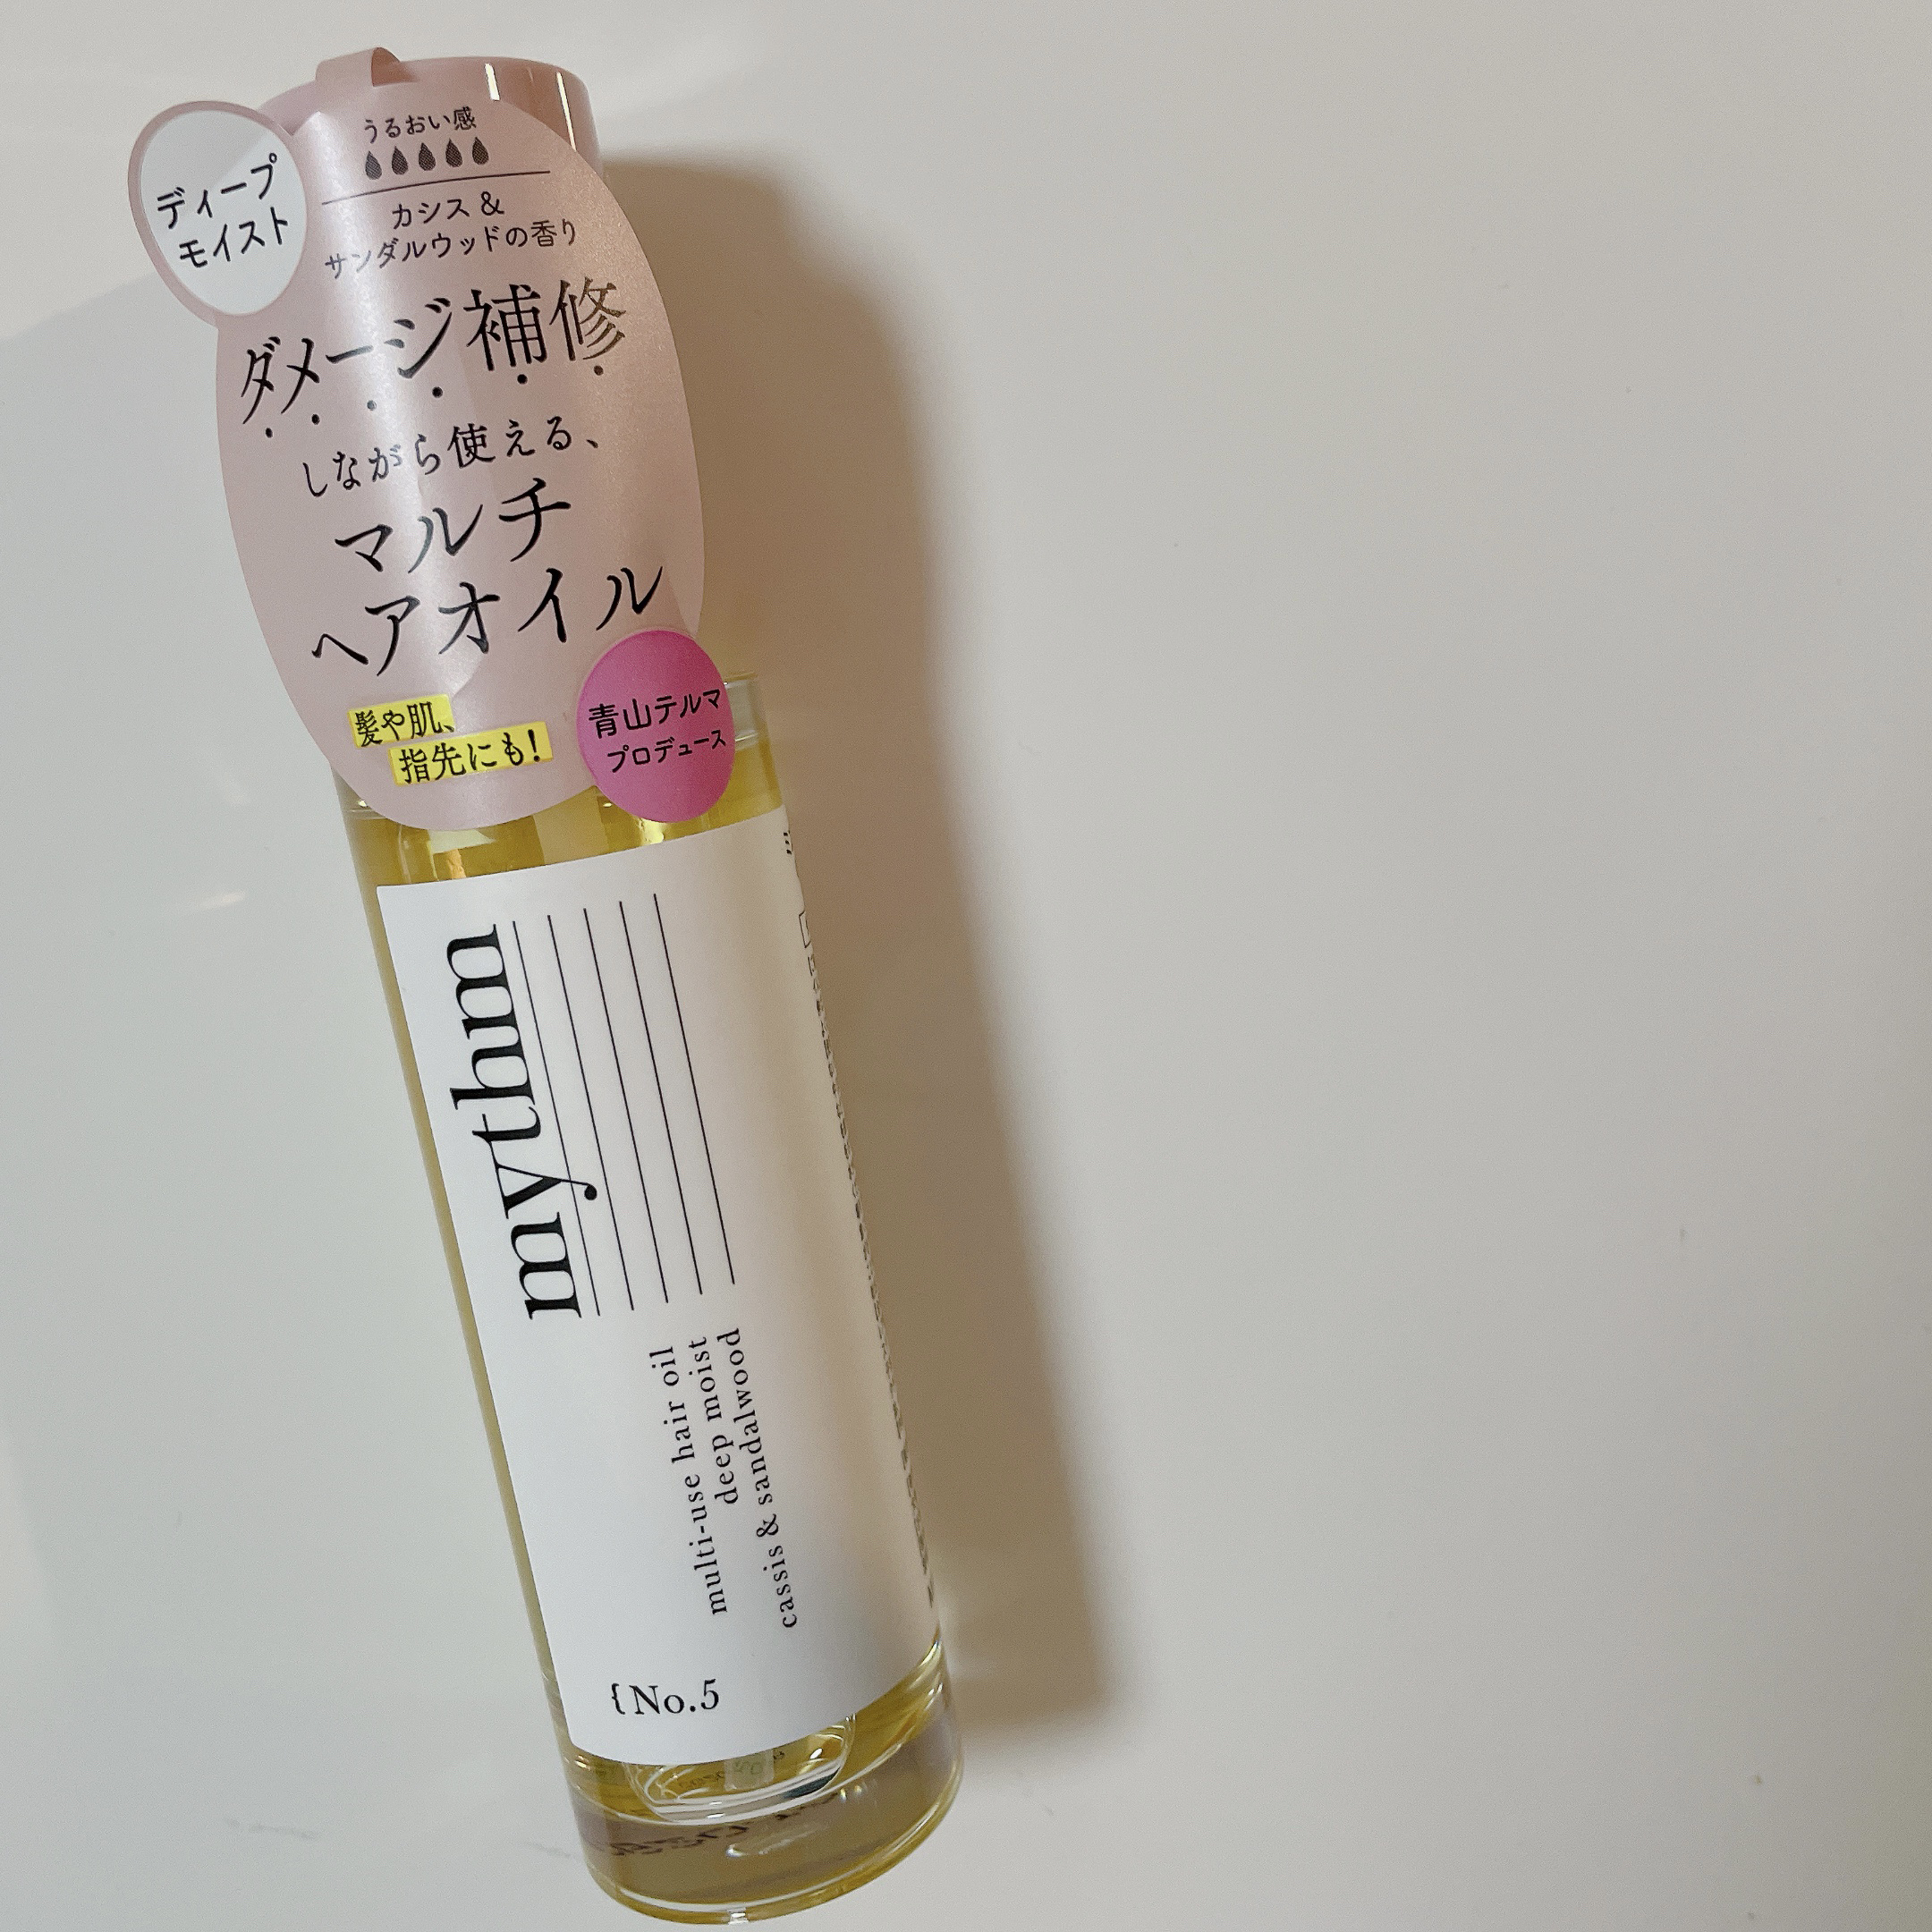 うるおい感
ディープ
モイスト
カシス &
サンダルウッドの香り
ダメージ補修
しながら使える、
マルチ
ヘアオイル
髪や肌、
指先にも!
青山テルマ
プロデュース
mythm
multi-use hair oil
deep moist
cassis & sandalwood
{No.5